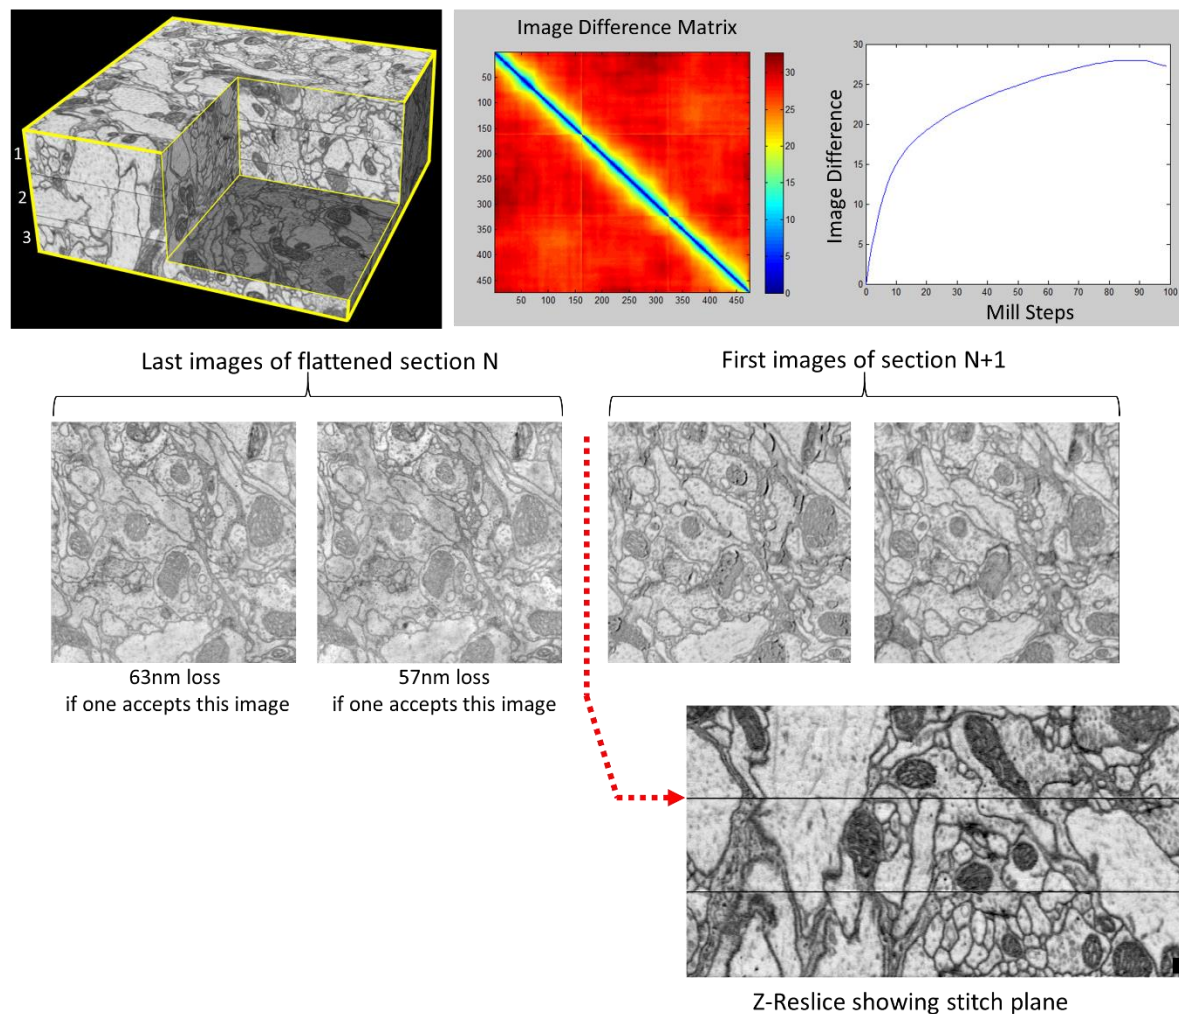 1
2
3
Image Difference Matrix
50
100
150
200
250
300
350
400
450
50 100 150 200 250 300 350 400 450
30
25
20
15
10
5
0
Image Difference
30
25
20
15
10
5
0
0 10 20 30 40 50 60 70 80 90 100
Mill Steps
Last images of flattened section N
First images of section N+1
63nm loss
if one accepts this image
57nm loss
if one accepts this image
Z-Reslice showing stitch plane